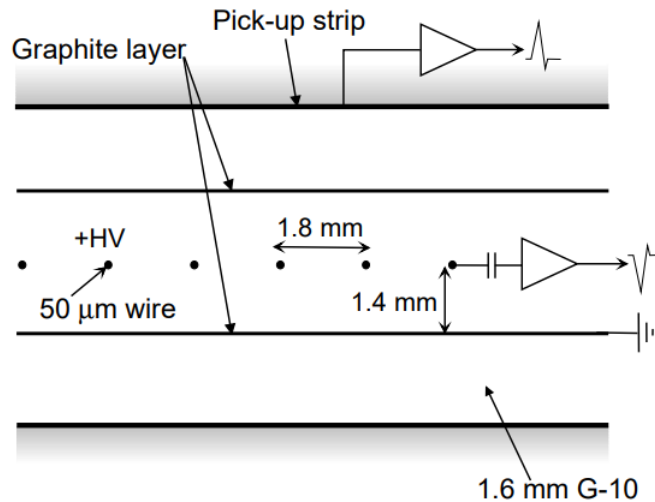 Pick-up strip
Graphite layer
+HV
1.8 mm
50 μm wire
1.4 mm
1.6 mm G-10